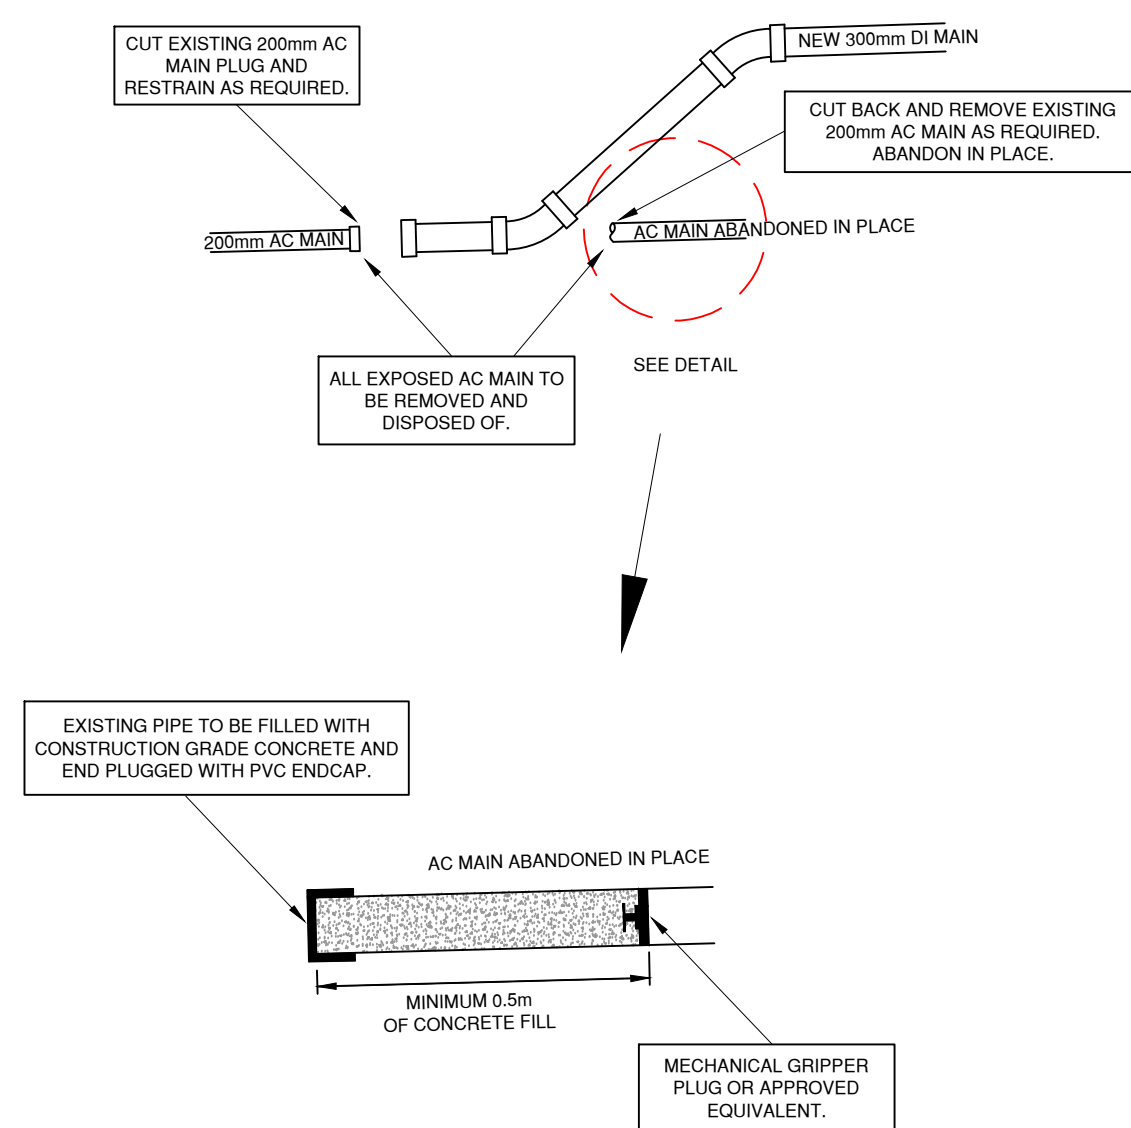 CUT EXISTING 200mm AC
MAIN PLUG AND
RESTRAIN AS REQUIRED.
NEW 300mm DI MAIN
CUT BACK AND REMOVE EXISTING
200mm AC MAIN AS REQUIRED.
ABANDON IN PLACE.
200mm AC MAIN
AC MAIN ABANDONED IN PLACE
ALL EXPOSED AC MAIN TO
BE REMOVED AND
DISPOSED OF.
SEE DETAIL
EXISTING PIPE TO BE FILLED WITH
CONSTRUCTION GRADE CONCRETE AND
END PLUGGED WITH PVC ENDCAP.
AC MAIN ABANDONED IN PLACE
MINIMUM 0.5m
OF CONCRETE FILL
MECHANICAL GRIPPER
PLUG OR APPROVED
EQUIVALENT.